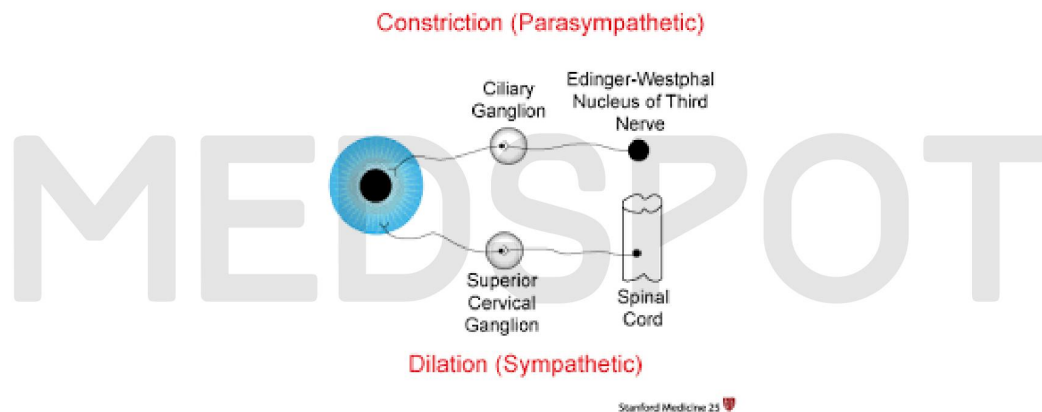 Constriction (Parasympathetic)
Ciliary
Ganglion
Edinger-Westphal
Nucleus of Third
Nerve
MEDSPOT
Superior
Cervical
Ganglion
Spinal
Cord
Dilation (Sympathetic)
Stanford Medicine 25